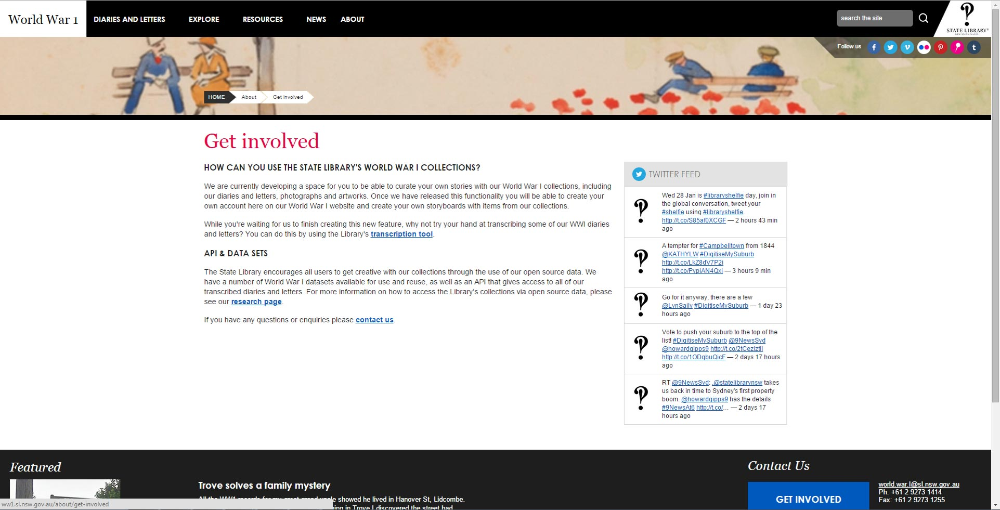 World War 1
DIARIES AND LETTERS
EXPLORE
RESOURCES
NEWS
ABOUT
search the site
STATE LIBRARY®
NEW SOUTH WALES
Follow us
HOME
About
Get involved
Get involved
HOW CAN YOU USE THE STATE LIBRARY'S WORLD WAR I COLLECTIONS?
We are currently developing a space for you to be able to curate your own stories with our World War I collections, including
our diaries and letters, photographs and artworks. Once we have released this functionality you will be able to create your
own account here on our World War I website and create your own storyboards with items from our collections.
While you're waiting for us to finish creating this new feature, why not try your hand at transcribing some of our WWI diaries
and letters? You can do this by using the Library's transcription tool.
API & DATA SETS
The State Library encourages all users to get creative with our collections through the use of our open source data. We
have a number of World War I datasets available for use and reuse, as well as an API that gives access to all of our
transcribed diaries and letters. For more information on how to access the Library's collections via open source data, please
see our research page.
If you have any questions or enquiries please contact us.
TWITTER FEED
Wed 28 Jan is #libraryshelfie day, join in
the global conversation, tweet your
#shelfie using #libraryshelfie.
http://t.co/S85af0XCGF — 2 hours 43 min
ago
A tempter for #Campbelltown from 1844
@KATHYLW #DigitiseMySuburb
http://t.co/LkZ8dV7P2i
http://t.co/PypiAN4Qxj — 3 hours 9 min
ago
Go for it anyway, there are a few
@LynSaily #DigitiseMySuburb — 1 day 23
hours ago
Vote to push your suburb to the top of the
list! #DigitiseMySuburb @9NewsSyd
@howardgipps9 http://t.co/2tCezIztil
http://t.co/1ODgbuQicF — 2 days 17 hours
ago
RT @9NewsSyd: .@statelibrarynsw takes
us back in time to Sydney's first property
boom. @howardgipps9 has the details
#9NewsAt6 http://t.co/… — 2 days 17
hours ago
Featured
Trove solves a family mystery
All the WW1 records for my great grand uncle showed he lived in Hanover St, Lidcombe.
in Trove I discovered the street had
Contact Us
GET INVOLVED
world.war.I@sl.nsw.gov.au
Ph: +61 2 9273 1414
Fax: +61 2 9273 1255
ww1.sl.nsw.gov.au/about/get-involved